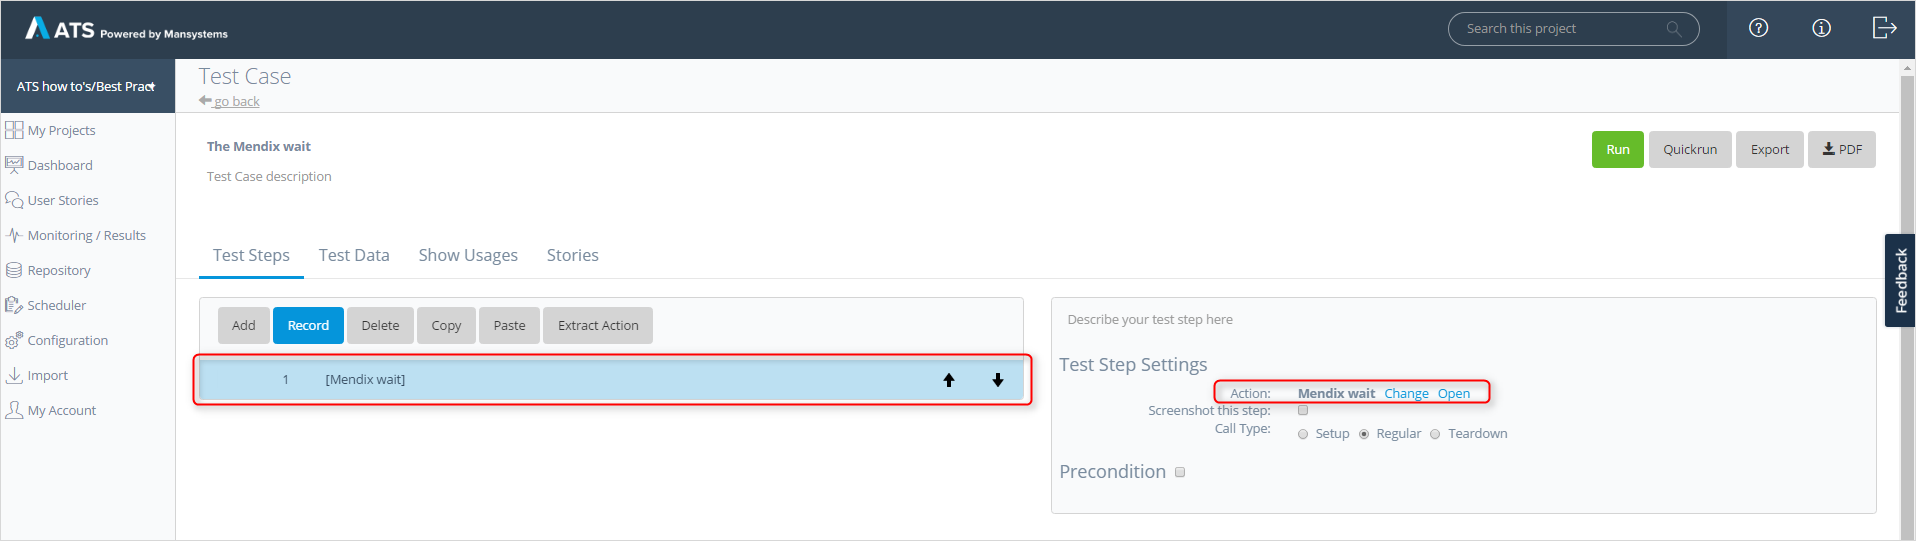 ATS Powered by Mansystems
Search this project
ATS how to's/Best Pract
My Projects
Dashboard
User Stories
Monitoring / Results
Repository
Scheduler
Configuration
Import
My Account
Test Case
go back
The Mendix wait
Test Case description
Run Quickrun Export PDF
Test Steps Test Data Show Usages Stories
Add Record Delete Copy Paste Extract Action
1 [Mendix wait]
Describe your test step here
Test Step Settings
Action: Mendix wait Change Open
Screenshot this step:
Call Type: Setup Regular Teardown
Precondition
Feedback